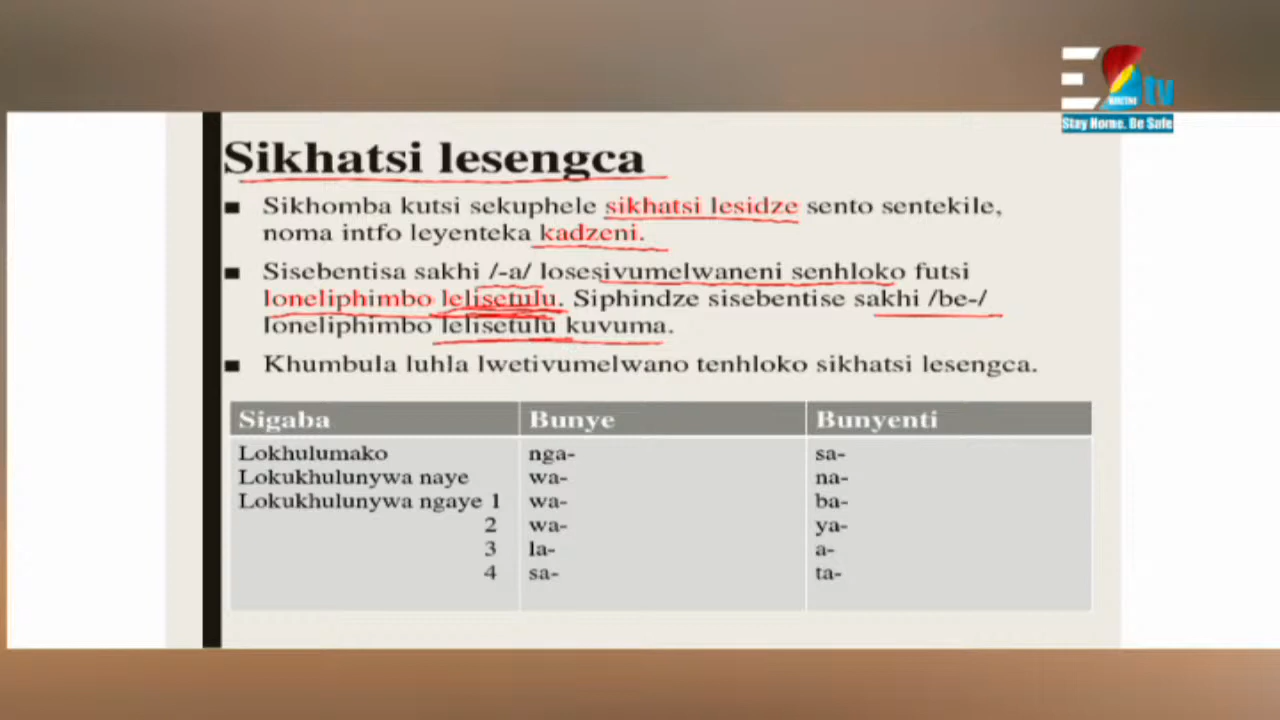 E tv
Stay Home. Be Safe
Sikhatsi lesengca
Sikhomba kutsi sekuphele sikhatsi lesidze sento sentekile,
noma intfo leyenteka kadzeni.
Sisebentisa sakhi /-a/ losesivumelwaneni senhloko futsi
loneliphimbo lelisetulu. Siphindze sisebentise sakhi /be-/
loneliphimbo lelisetulu kuvuma.
Khumbula luhla lwetivumelwano tenhloko sikhatsi lesengca.
Sigaba Bunye Bunyenti
Lokhulumako nga- sa-
Lokukhulunywa naye wa- na-
Lokukhulunywa ngaye 1 wa- ba-
2 wa- ya-
3 la- a-
4 sa- ta-